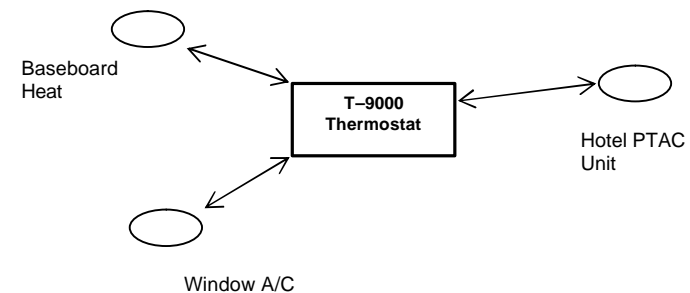 Baseboard
Heat
T–9000
Thermostat
Hotel PTAC
Unit
Window A/C